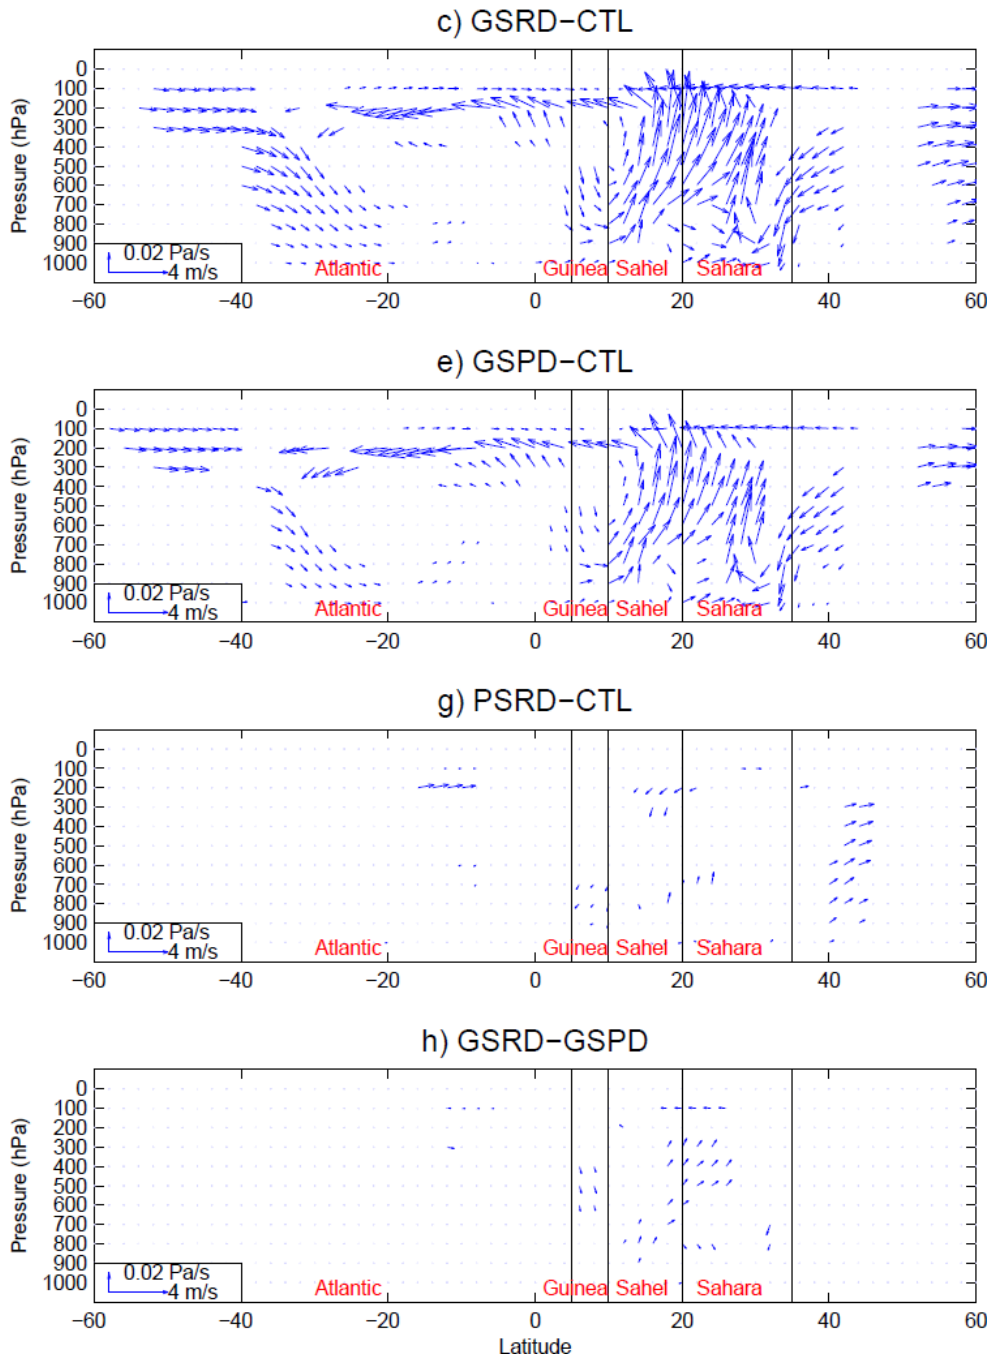 c) GSRD−CTL
Pressure (hPa)
0
100
200
300
400
500
600
700
800
900
1000
0.02 Pa/s
4 m/s
Atlantic
Guinea
Sahel
Sahara
−60
−40
−20
0
20
40
60
e) GSPD−CTL
Pressure (hPa)
0
100
200
300
400
500
600
700
800
900
1000
0.02 Pa/s
4 m/s
Atlantic
Guinea
Sahel
Sahara
−60
−40
−20
0
20
40
60
g) PSRD−CTL
Pressure (hPa)
0
100
200
300
400
500
600
700
800
900
1000
0.02 Pa/s
4 m/s
Atlantic
Guinea
Sahel
Sahara
−60
−40
−20
0
20
40
60
h) GSRD−GSPD
Pressure (hPa)
0
100
200
300
400
500
600
700
800
900
1000
0.02 Pa/s
4 m/s
Atlantic
Guinea
Sahel
Sahara
−60
−40
−20
0
20
40
60
Latitude